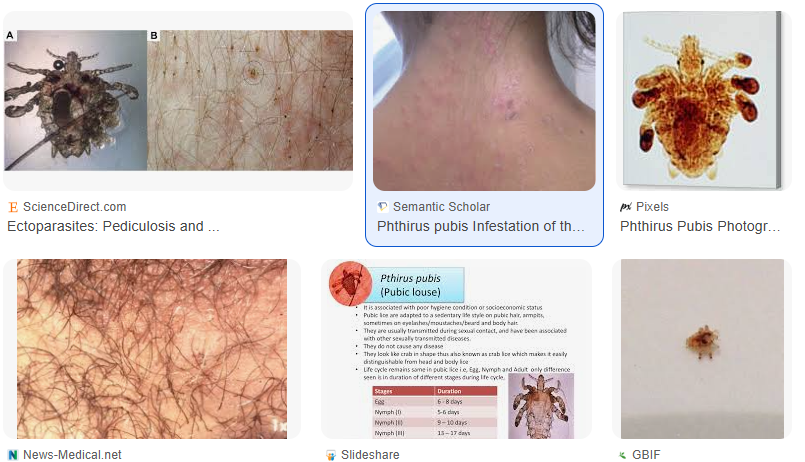 A
B
ScienceDirect.com
Ectoparasites: Pediculosis and ...
Semantic Scholar
Phthirus pubis Infestation of th...
px Pixels
Phthirus Pubis Photogr...
1x
News-Medical.net
Pthirus pubis
(Pubic louse)
• It is associated with poor hygiene condition or socioeconomic status
• Pubic lice are adapted to a sedentary life style on pubic hair, armpits,
sometimes on eyelashes/moustaches/beard and body hair.
• They are usually transmitted during sexual contact, and have been associated
with other sexually transmitted diseases.
• They do not cause any disease
• They look like crab in shape thus also known as crab lice which makes it easily
distinguishable from head and body lice
• Life cycle remains same in pubic lice i.e, Egg, Nymph and Adult only difference
seen is in duration of different stages during life cycle,
Stages Duration
Egg 6 - 8 days
Nymph (I) 5-6 days
Nymph (II) 9 – 10 days
Nymph (III) 13 – 17 days
Slideshare
GBIF